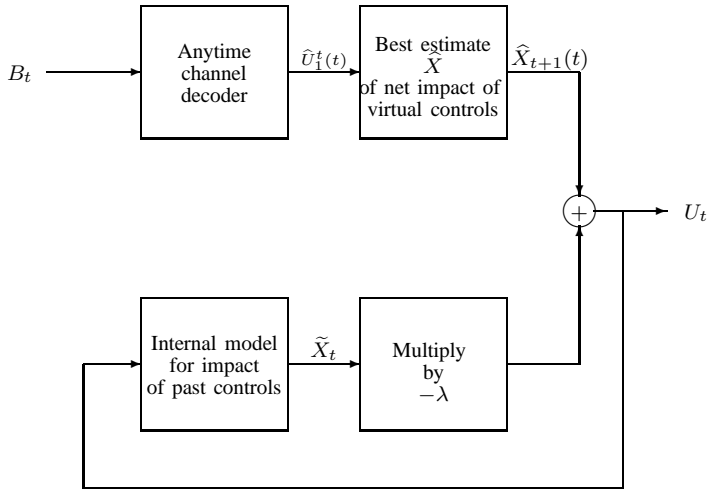 Anytime
channel
decoder
Best estimate
X̂
of net impact of
virtual controls
B_t
Û_1^t(t)
X̂_{t+1}(t)
+
U_t
Internal model
for impact
of past controls
X̃_t
Multiply
by
−λ